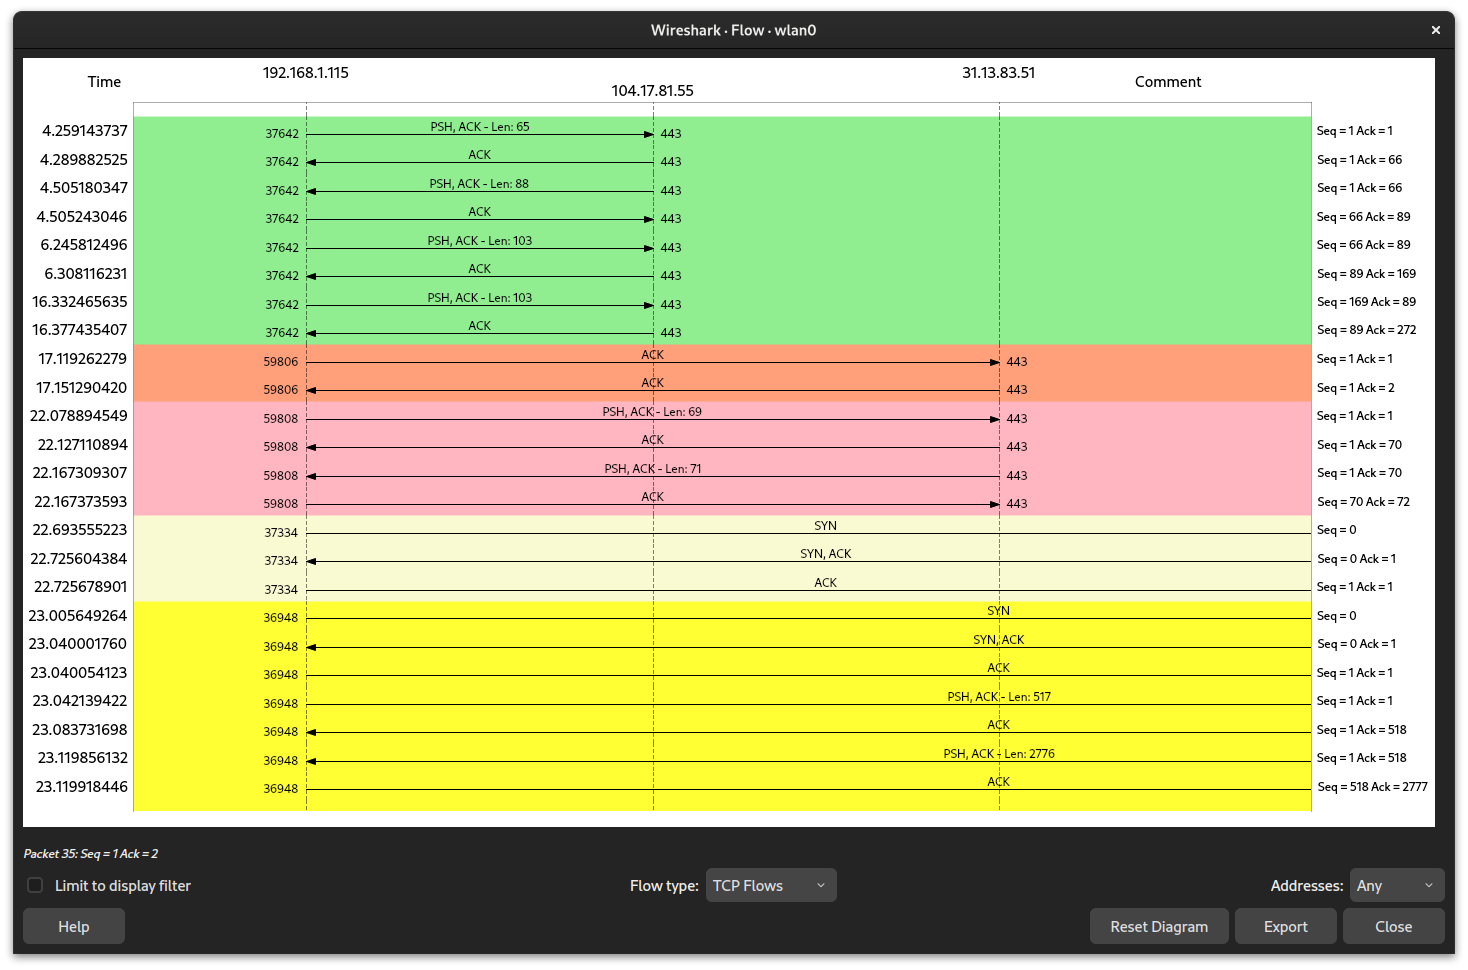 Wireshark · Flow · wlan0
192.168.1.115 31.13.83.51
Time Comment
104.17.81.55
4.259143737 37642 PSH, ACK - Len: 65 443 Seq = 1 Ack = 1
4.289882525 37642 ACK 443 Seq = 1 Ack = 66
4.505180347 37642 PSH, ACK - Len: 88 443 Seq = 1 Ack = 66
4.505243046 37642 ACK 443 Seq = 66 Ack = 89
6.245812496 37642 PSH, ACK - Len: 103 443 Seq = 66 Ack = 89
6.308116231 37642 ACK 443 Seq = 89 Ack = 169
16.332465635 37642 PSH, ACK - Len: 103 443 Seq = 169 Ack = 89
16.377435407 37642 ACK 443 Seq = 89 Ack = 272
17.119262279 59806 ACK 443 Seq = 1 Ack = 1
17.151290420 59806 ACK 443 Seq = 1 Ack = 2
22.078894549 59808 PSH, ACK - Len: 69 443 Seq = 1 Ack = 1
22.127110894 59808 ACK 443 Seq = 1 Ack = 70
22.167309307 59808 PSH, ACK - Len: 71 443 Seq = 1 Ack = 70
22.167373593 59808 ACK 443 Seq = 70 Ack = 72
22.693555223 37334 SYN Seq = 0
22.725604384 37334 SYN, ACK Seq = 0 Ack = 1
22.725678901 37334 ACK Seq = 1 Ack = 1
23.005649264 36948 SYN Seq = 0
23.040001760 36948 SYN, ACK Seq = 0 Ack = 1
23.040054123 36948 ACK Seq = 1 Ack = 1
23.042139422 36948 PSH, ACK - Len: 517 Seq = 1 Ack = 1
23.083731698 36948 ACK Seq = 1 Ack = 518
23.119856132 36948 PSH, ACK - Len: 2776 Seq = 1 Ack = 518
23.119918446 36948 ACK Seq = 518 Ack = 2777
Packet 35: Seq = 1 Ack = 2
Limit to display filter Flow type: TCP Flows Addresses: Any
Help Reset Diagram Export Close